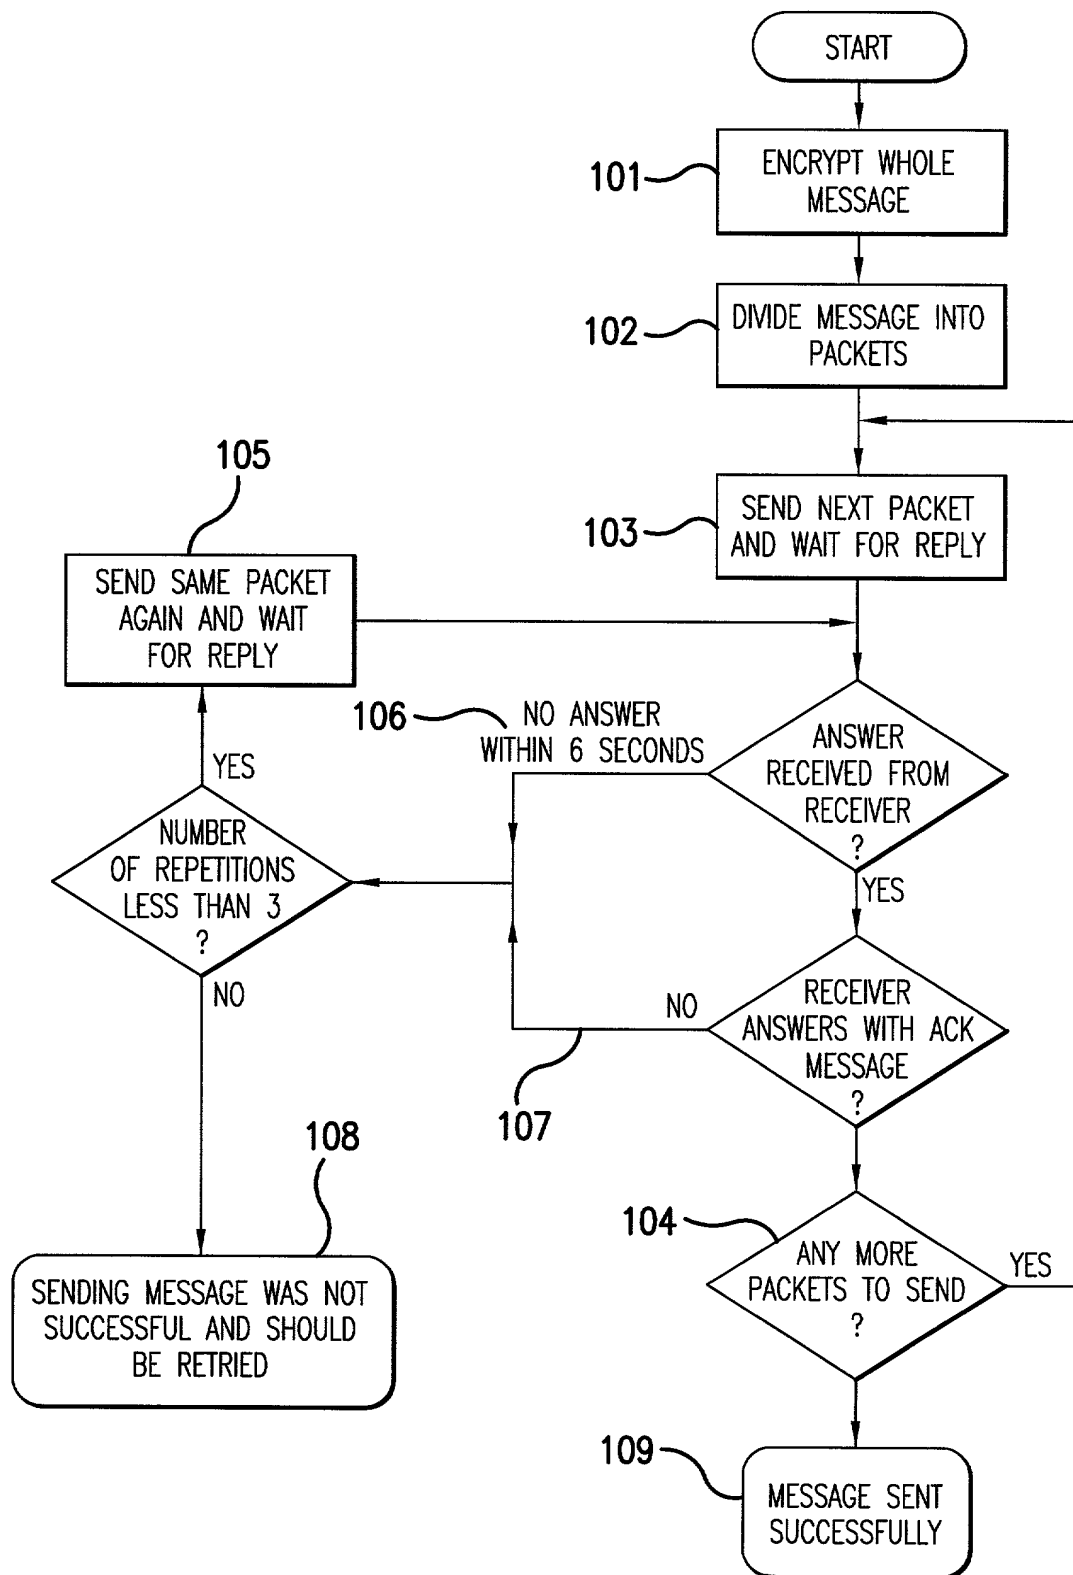 START
101
ENCRYPT WHOLE
MESSAGE
102
DIVIDE MESSAGE INTO
PACKETS
103
SEND NEXT PACKET
AND WAIT FOR REPLY
105
SEND SAME PACKET
AGAIN AND WAIT
FOR REPLY
106
NO ANSWER
WITHIN 6 SECONDS
ANSWER
RECEIVED FROM
RECEIVER
?
YES
YES
NUMBER
OF REPETITIONS
LESS THAN 3
?
NO
RECEIVER
ANSWERS WITH ACK
MESSAGE
?
NO
107
108
SENDING MESSAGE WAS NOT
SUCCESSFUL AND SHOULD
BE RETRIED
104
ANY MORE
PACKETS TO SEND
?
YES
109
MESSAGE SENT
SUCCESSFULLY